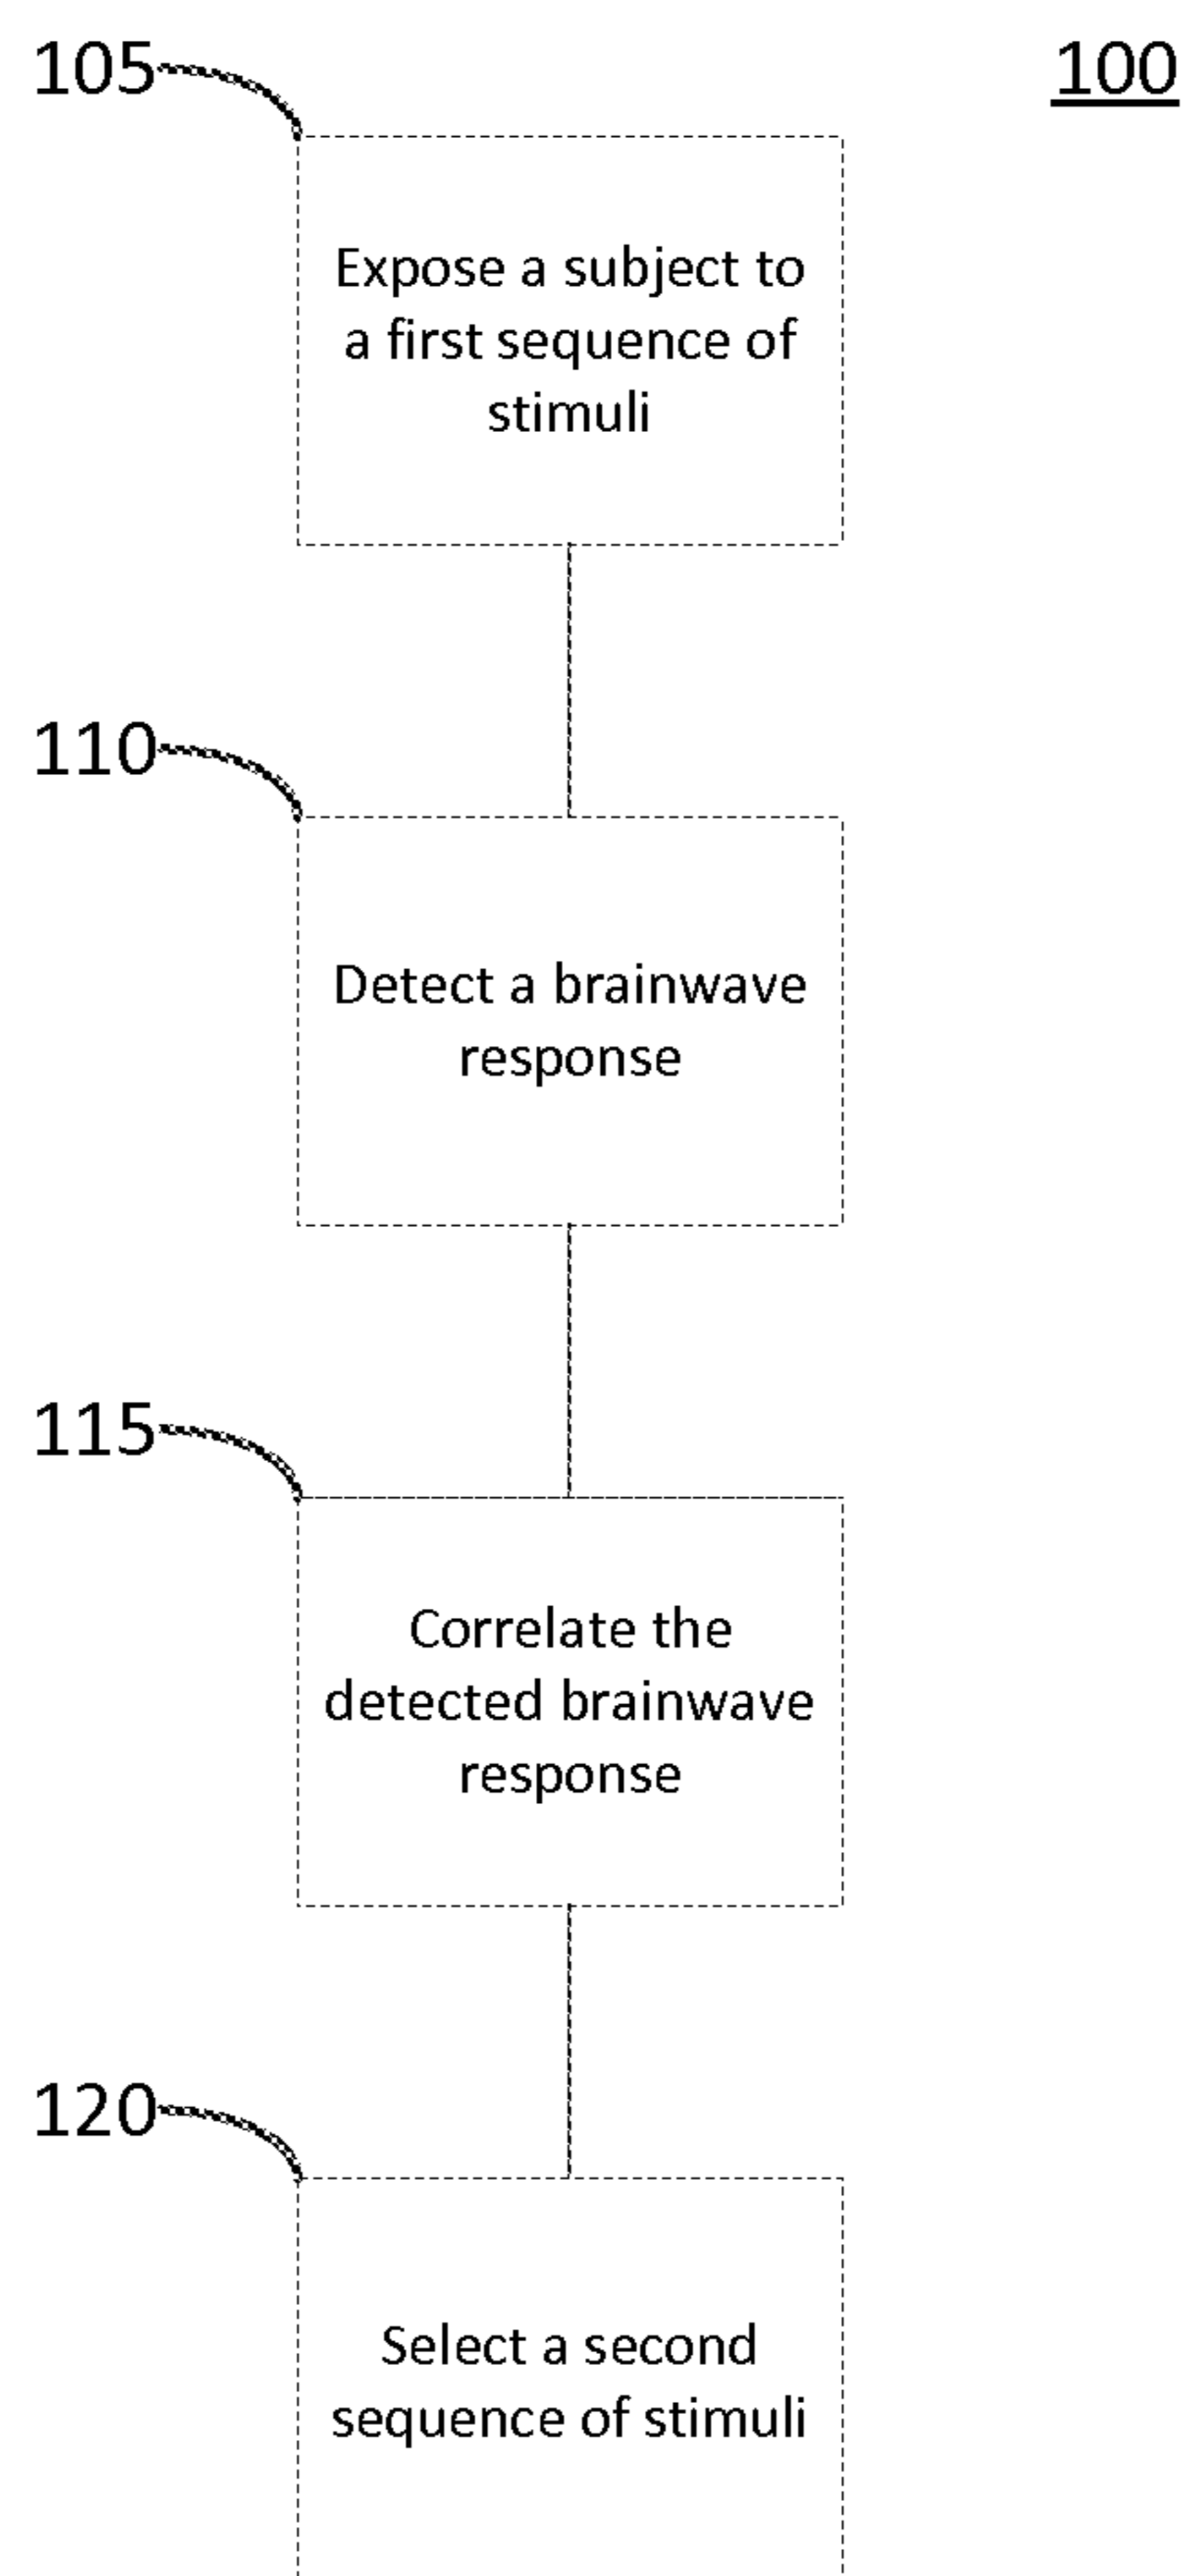 105
100
Expose a subject to
a first sequence of
stimuli
110
Detect a brainwave
response
115
Correlate the
detected brainwave
response
120
Select a second
sequence of stimuli